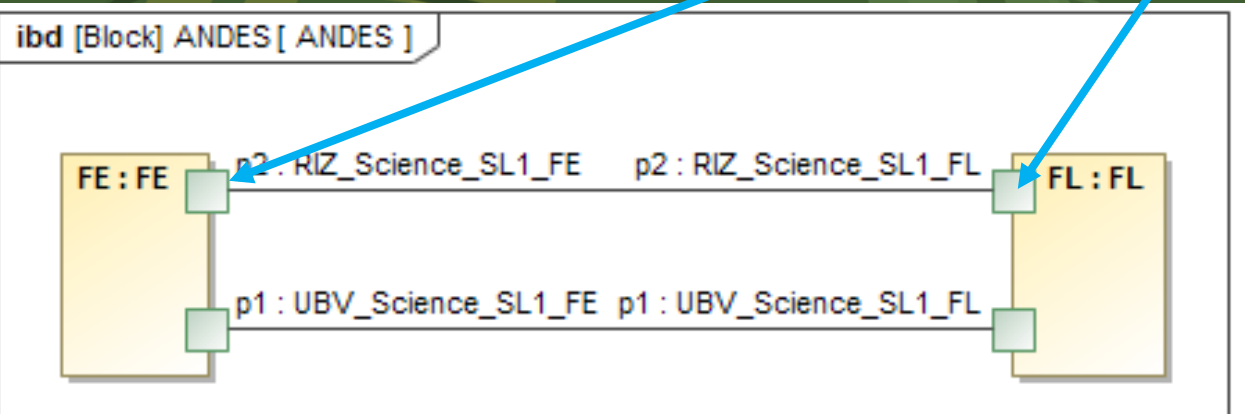 ibd [Block] ANDES [ ANDES ]
FE : FE
p2 : RIZ_Science_SL1_FE
p2 : RIZ_Science_SL1_FL
FL : FL
p1 : UBV_Science_SL1_FE
p1 : UBV_Science_SL1_FL